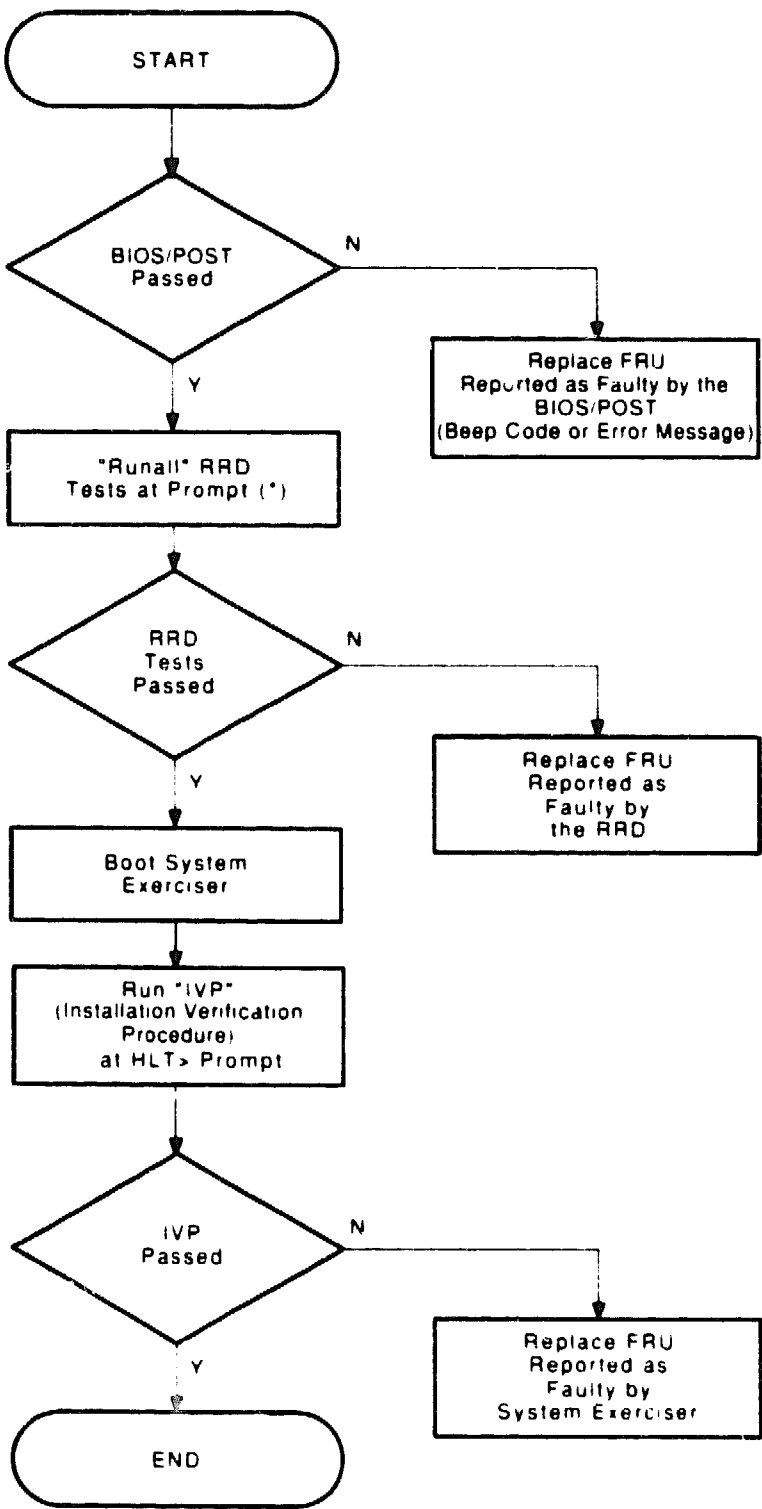 START
BIOS/POST
Passed
N
Y
Replace FRU
Reported as Faulty by the
BIOS/POST
(Beep Code or Error Message)
"Runall" RRD
Tests at Prompt (*)
RRD
Tests
Passed
N
Y
Replace FRU
Reported as
Faulty by
the RRD
Boot System
Exerciser
Run "IVP"
(Installation Verification
Procedure)
at HLT> Prompt
IVP
Passed
N
Y
Replace FRU
Reported as
Faulty by
System Exerciser
END